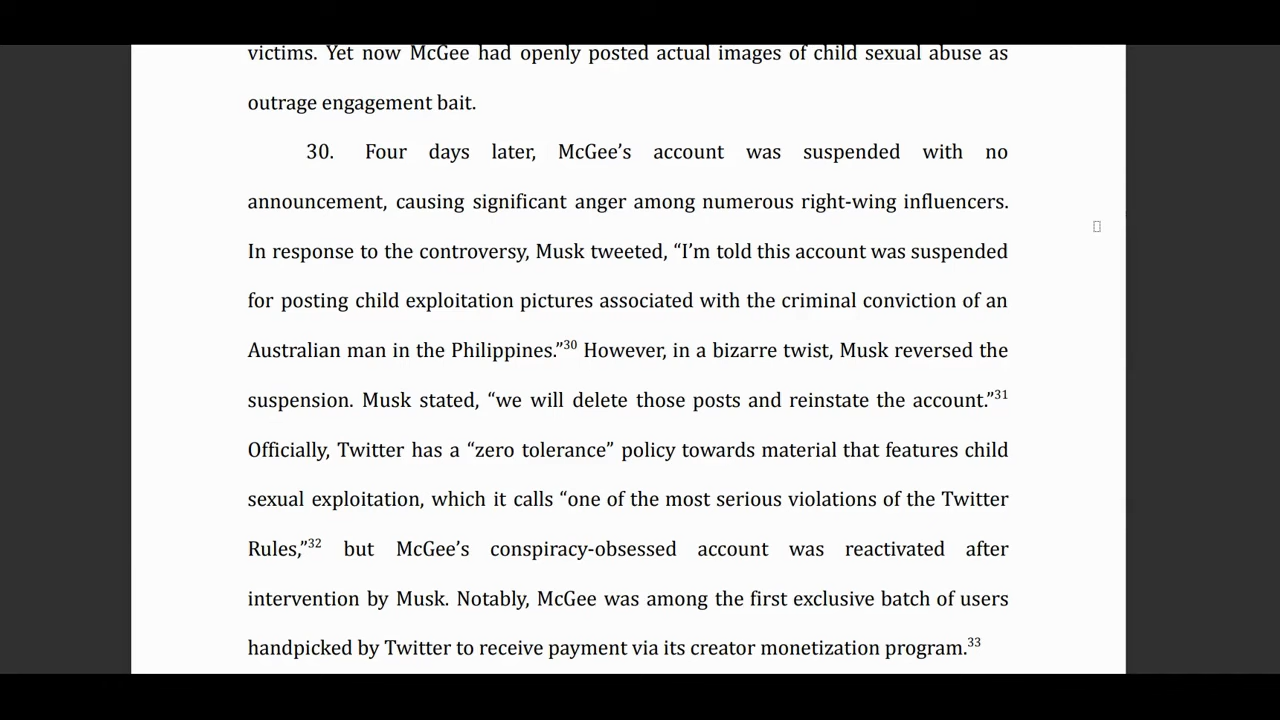 victims. Yet now McGee had openly posted actual images of child sexual abuse as
outrage engagement bait.
30. Four days later, McGee’s account was suspended with no
announcement, causing significant anger among numerous right-wing influencers.
In response to the controversy, Musk tweeted, “I’m told this account was suspended
for posting child exploitation pictures associated with the criminal conviction of an
Australian man in the Philippines.”30 However, in a bizarre twist, Musk reversed the
suspension. Musk stated, “we will delete those posts and reinstate the account.”31
Officially, Twitter has a “zero tolerance” policy towards material that features child
sexual exploitation, which it calls “one of the most serious violations of the Twitter
Rules,”32 but McGee’s conspiracy-obsessed account was reactivated after
intervention by Musk. Notably, McGee was among the first exclusive batch of users
handpicked by Twitter to receive payment via its creator monetization program.33